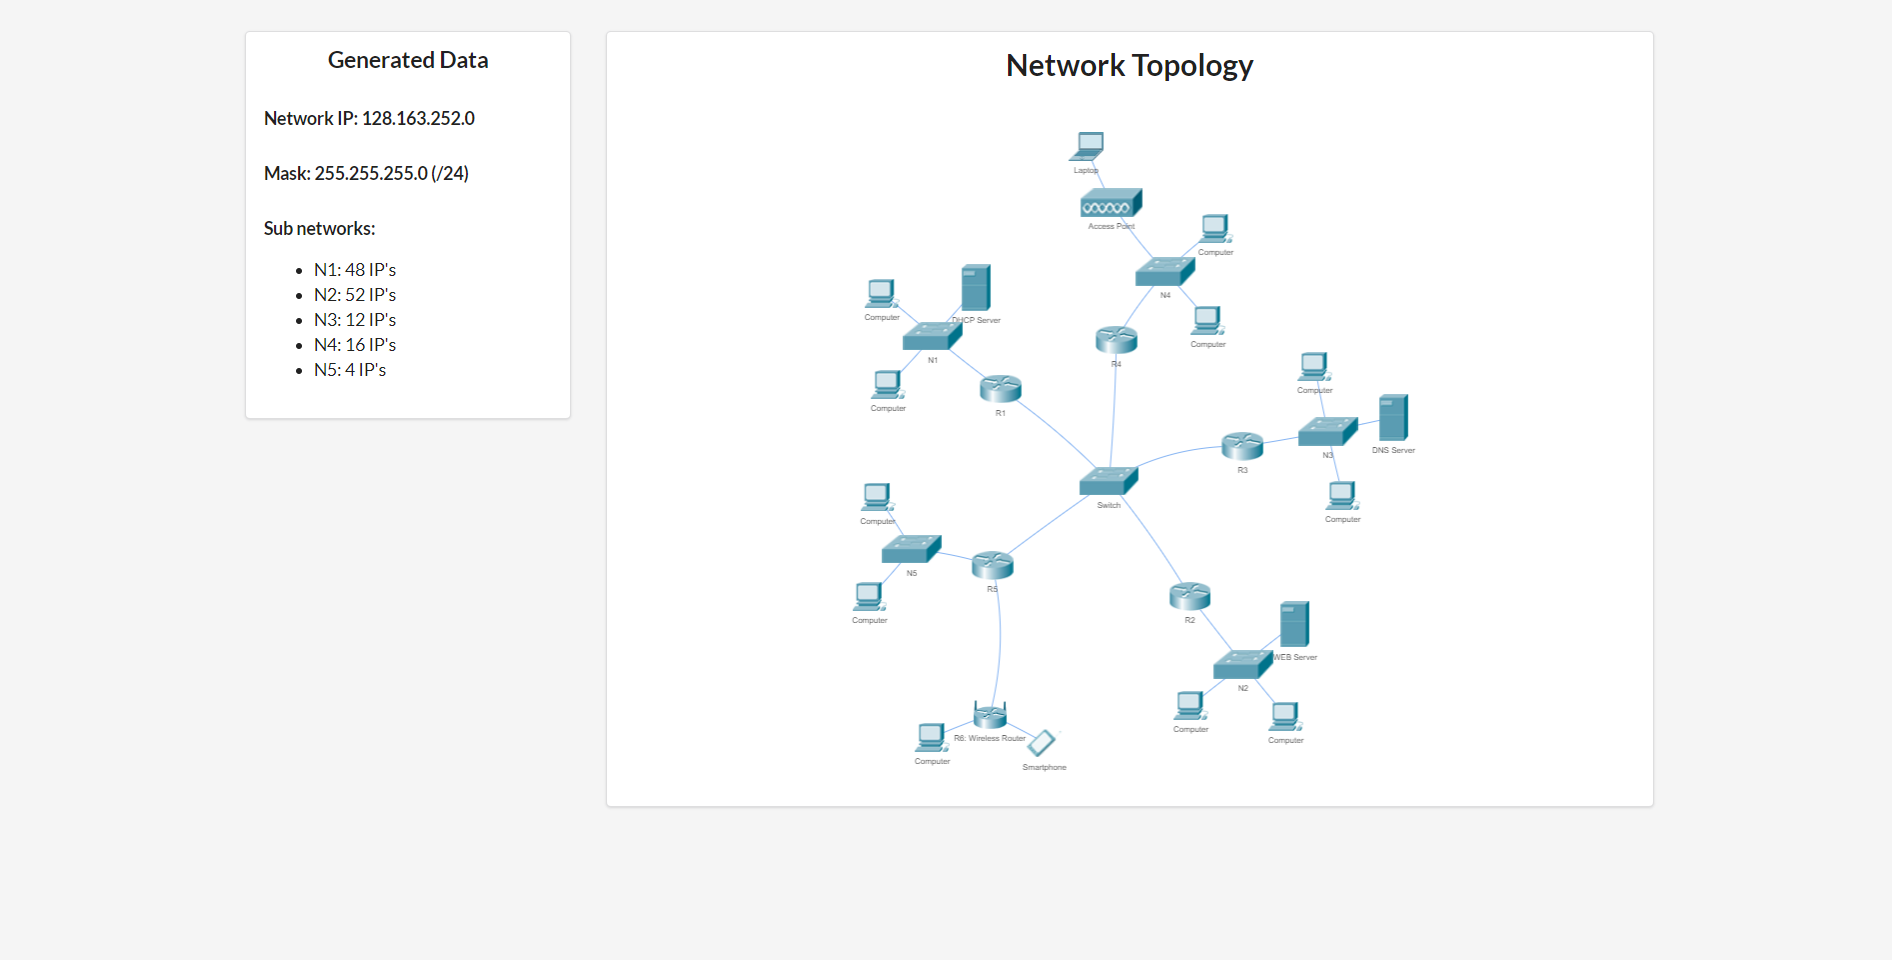 Generated Data
Network IP: 128.163.252.0
Mask: 255.255.255.0 (/24)
Sub networks:
N1: 48 IP's
N2: 52 IP's
N3: 12 IP's
N4: 16 IP's
N5: 4 IP's
Network Topology
Laptop
Access Point
Computer
N4
Computer
DHCP Server
Computer
N1
R4
Computer
Computer
R1
DNS Server
N3
R3
Switch
Computer
Computer
N5
R5
Computer
R2
WEB Server
N2
Computer
Computer
R6: Wireless Router
Computer
Smartphone